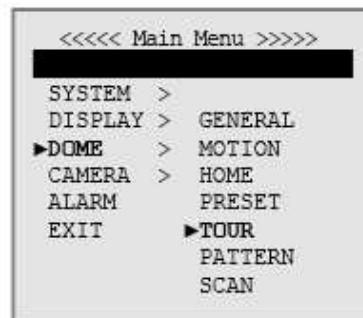 <<<<< Main Menu >>>>>
SYSTEM >
DISPLAY > GENERAL
▶DOME > MOTION
CAMERA > HOME
ALARM PRESET
EXIT ▶TOUR
PATTERN
SCAN